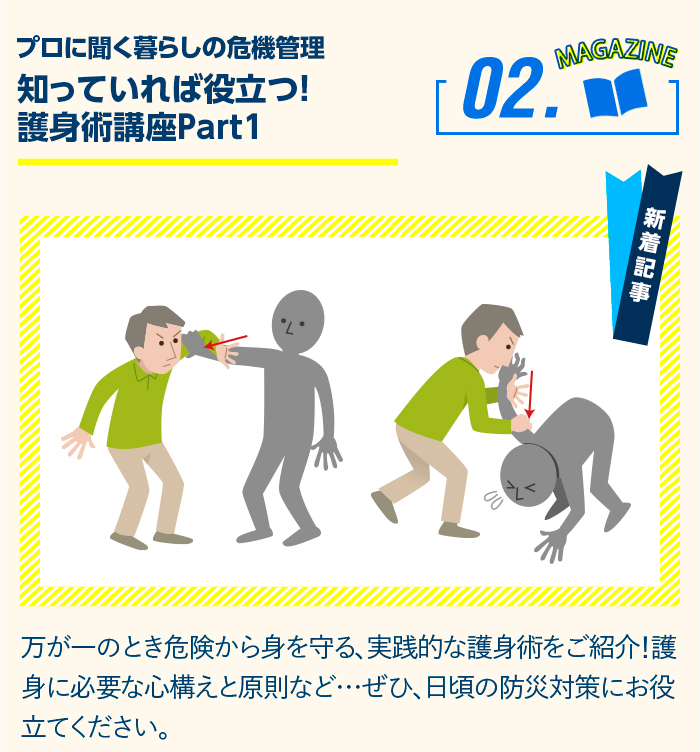 プロに聞く暮らしの危機管理
知っていれば役立つ!
護身術講座Part1
02.
MAGAZINE
新着記事
万が一のとき危険から身を守る、実践的な護身術をご紹介!護
身に必要な心構えと原則など…ぜひ、日頃の防災対策にお役
立てください。